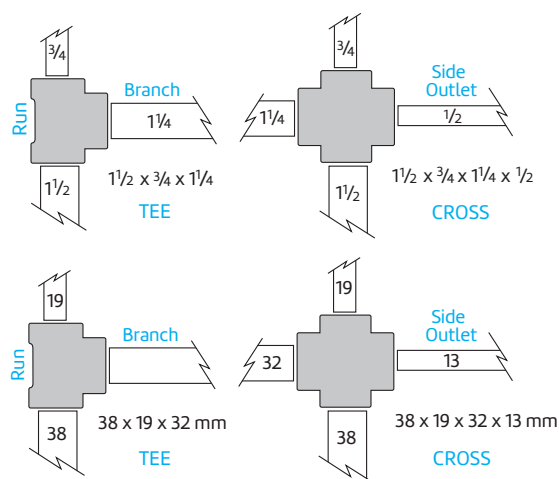 3/4
Branch
Run
1 1/4
1 1/2
1 1/2 x 3/4 x 1 1/4
TEE
3/4
Side
Outlet
1 1/4
1/2
1 1/2
1 1/2 x 3/4 x 1 1/4 x 1/2
CROSS
19
Branch
Run
38
38 x 19 x 32 mm
TEE
19
Side
Outlet
32
13
38
38 x 19 x 32 x 13 mm
CROSS